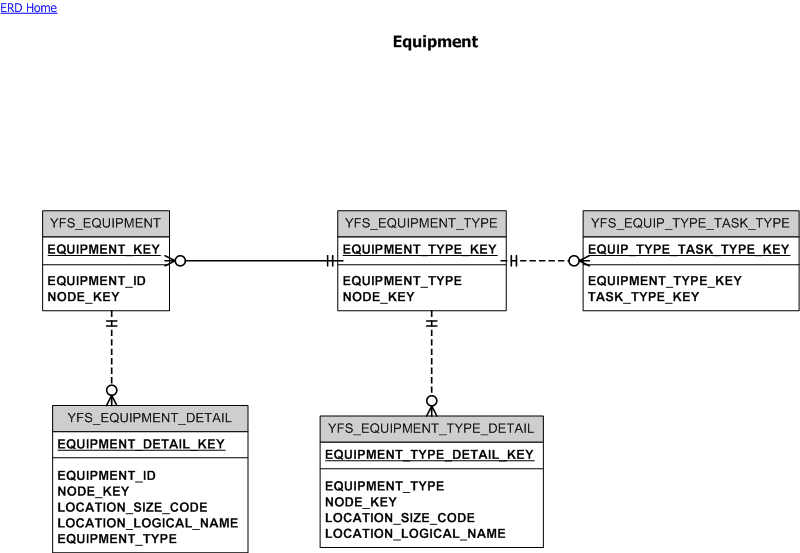 ERD Home
Equipment
YFS_EQUIPMENT
EQUIPMENT_KEY
EQUIPMENT_ID
NODE_KEY
YFS_EQUIPMENT_TYPE
EQUIPMENT_TYPE_KEY
EQUIPMENT_TYPE
NODE_KEY
YFS_EQUIP_TYPE_TASK_TYPE
EQUIP_TYPE_TASK_TYPE_KEY
EQUIPMENT_TYPE_KEY
TASK_TYPE_KEY
YFS_EQUIPMENT_DETAIL
EQUIPMENT_DETAIL_KEY
EQUIPMENT_ID
NODE_KEY
LOCATION_SIZE_CODE
LOCATION_LOGICAL_NAME
EQUIPMENT_TYPE
YFS_EQUIPMENT_TYPE_DETAIL
EQUIPMENT_TYPE_DETAIL_KEY
EQUIPMENT_TYPE
NODE_KEY
LOCATION_SIZE_CODE
LOCATION_LOGICAL_NAME